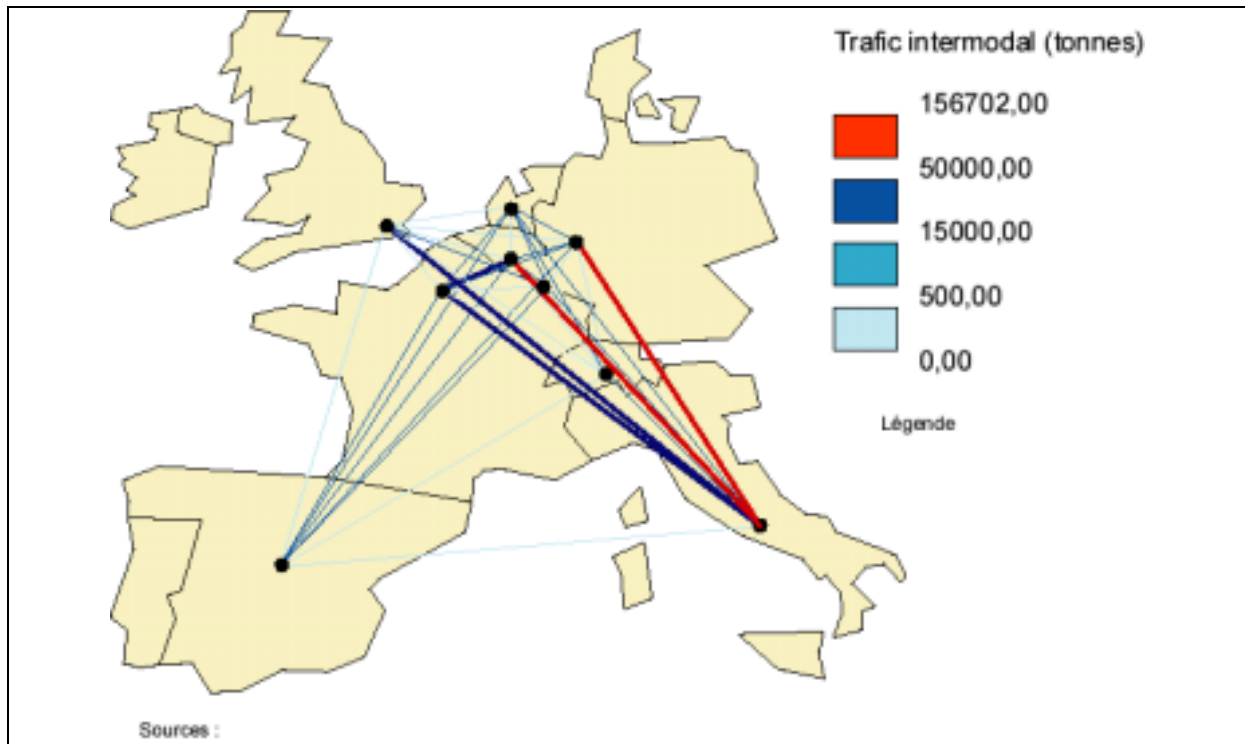 Trafic intermodal (tonnes)
156702,00
50000,00
15000,00
500,00
0,00
Légende
Sources :